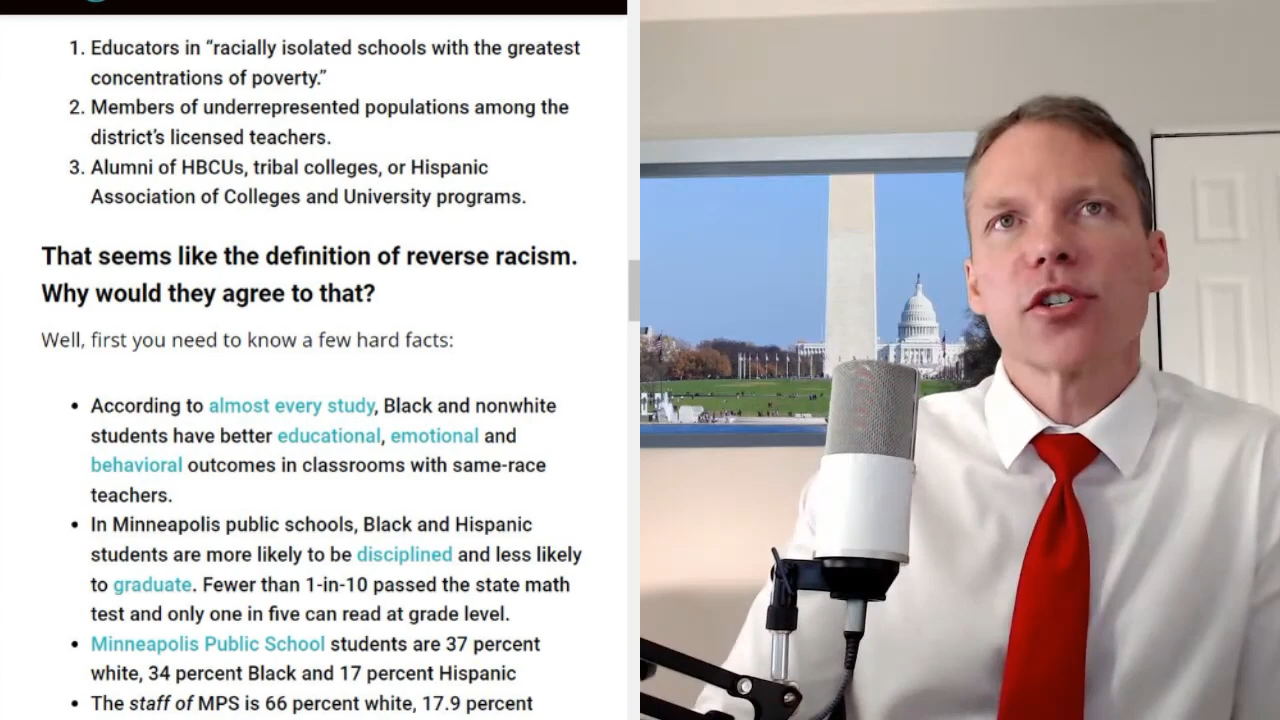 1. Educators in “racially isolated schools with the greatest
concentrations of poverty.”
2. Members of underrepresented populations among the
district’s licensed teachers.
3. Alumni of HBCUs, tribal colleges, or Hispanic
Association of Colleges and University programs.
That seems like the definition of reverse racism.
Why would they agree to that?
Well, first you need to know a few hard facts:
• According to almost every study, Black and nonwhite
students have better educational, emotional and
behavioral outcomes in classrooms with same-race
teachers.
• In Minneapolis public schools, Black and Hispanic
students are more likely to be disciplined and less likely
to graduate. Fewer than 1-in-10 passed the state math
test and only one in five can read at grade level.
• Minneapolis Public School students are 37 percent
white, 34 percent Black and 17 percent Hispanic
• The staff of MPS is 66 percent white, 17.9 percent